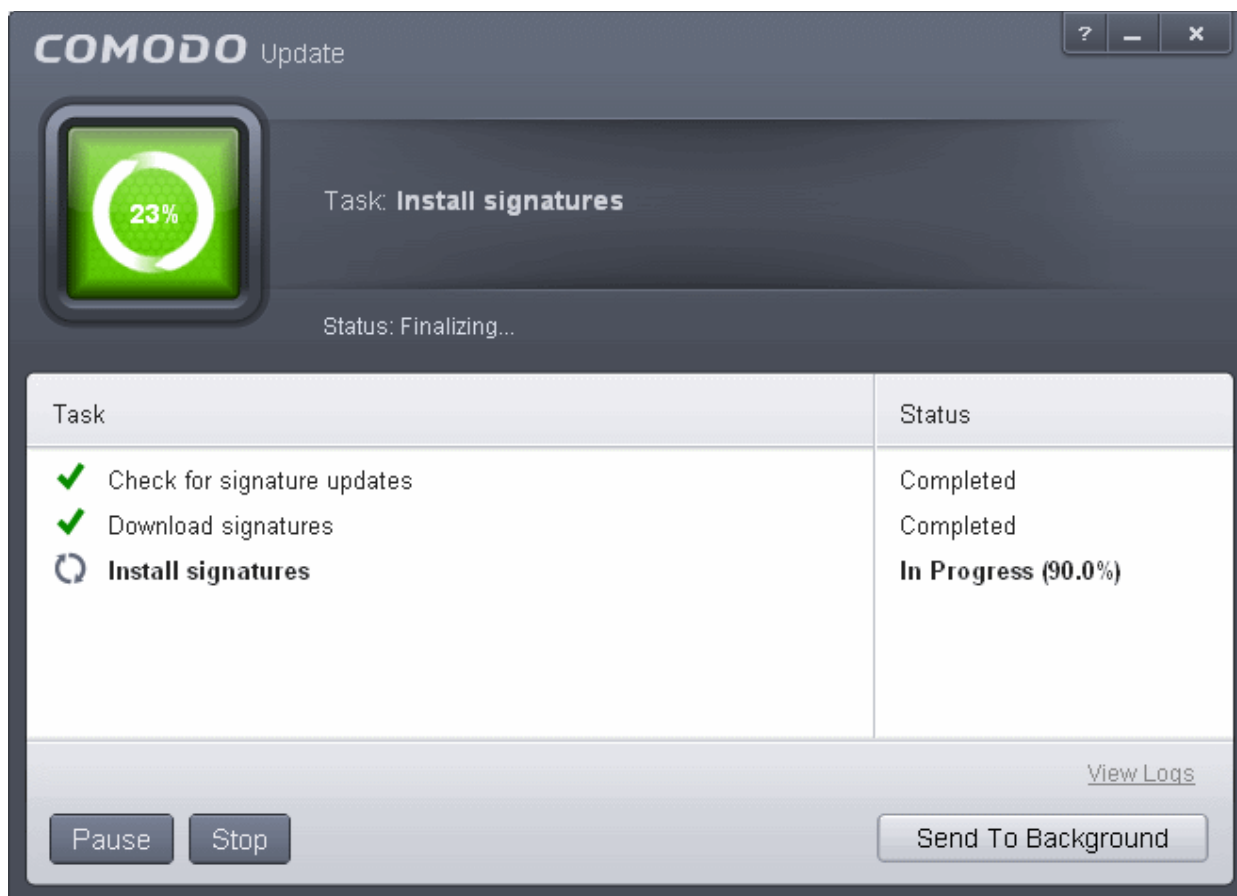 COMODO Update
? – ×
23%
Task: Install signatures
Status: Finalizing...
Task Status
Check for signature updates Completed
Download signatures Completed
Install signatures In Progress (90.0%)
View Logs
Pause Stop Send To Background